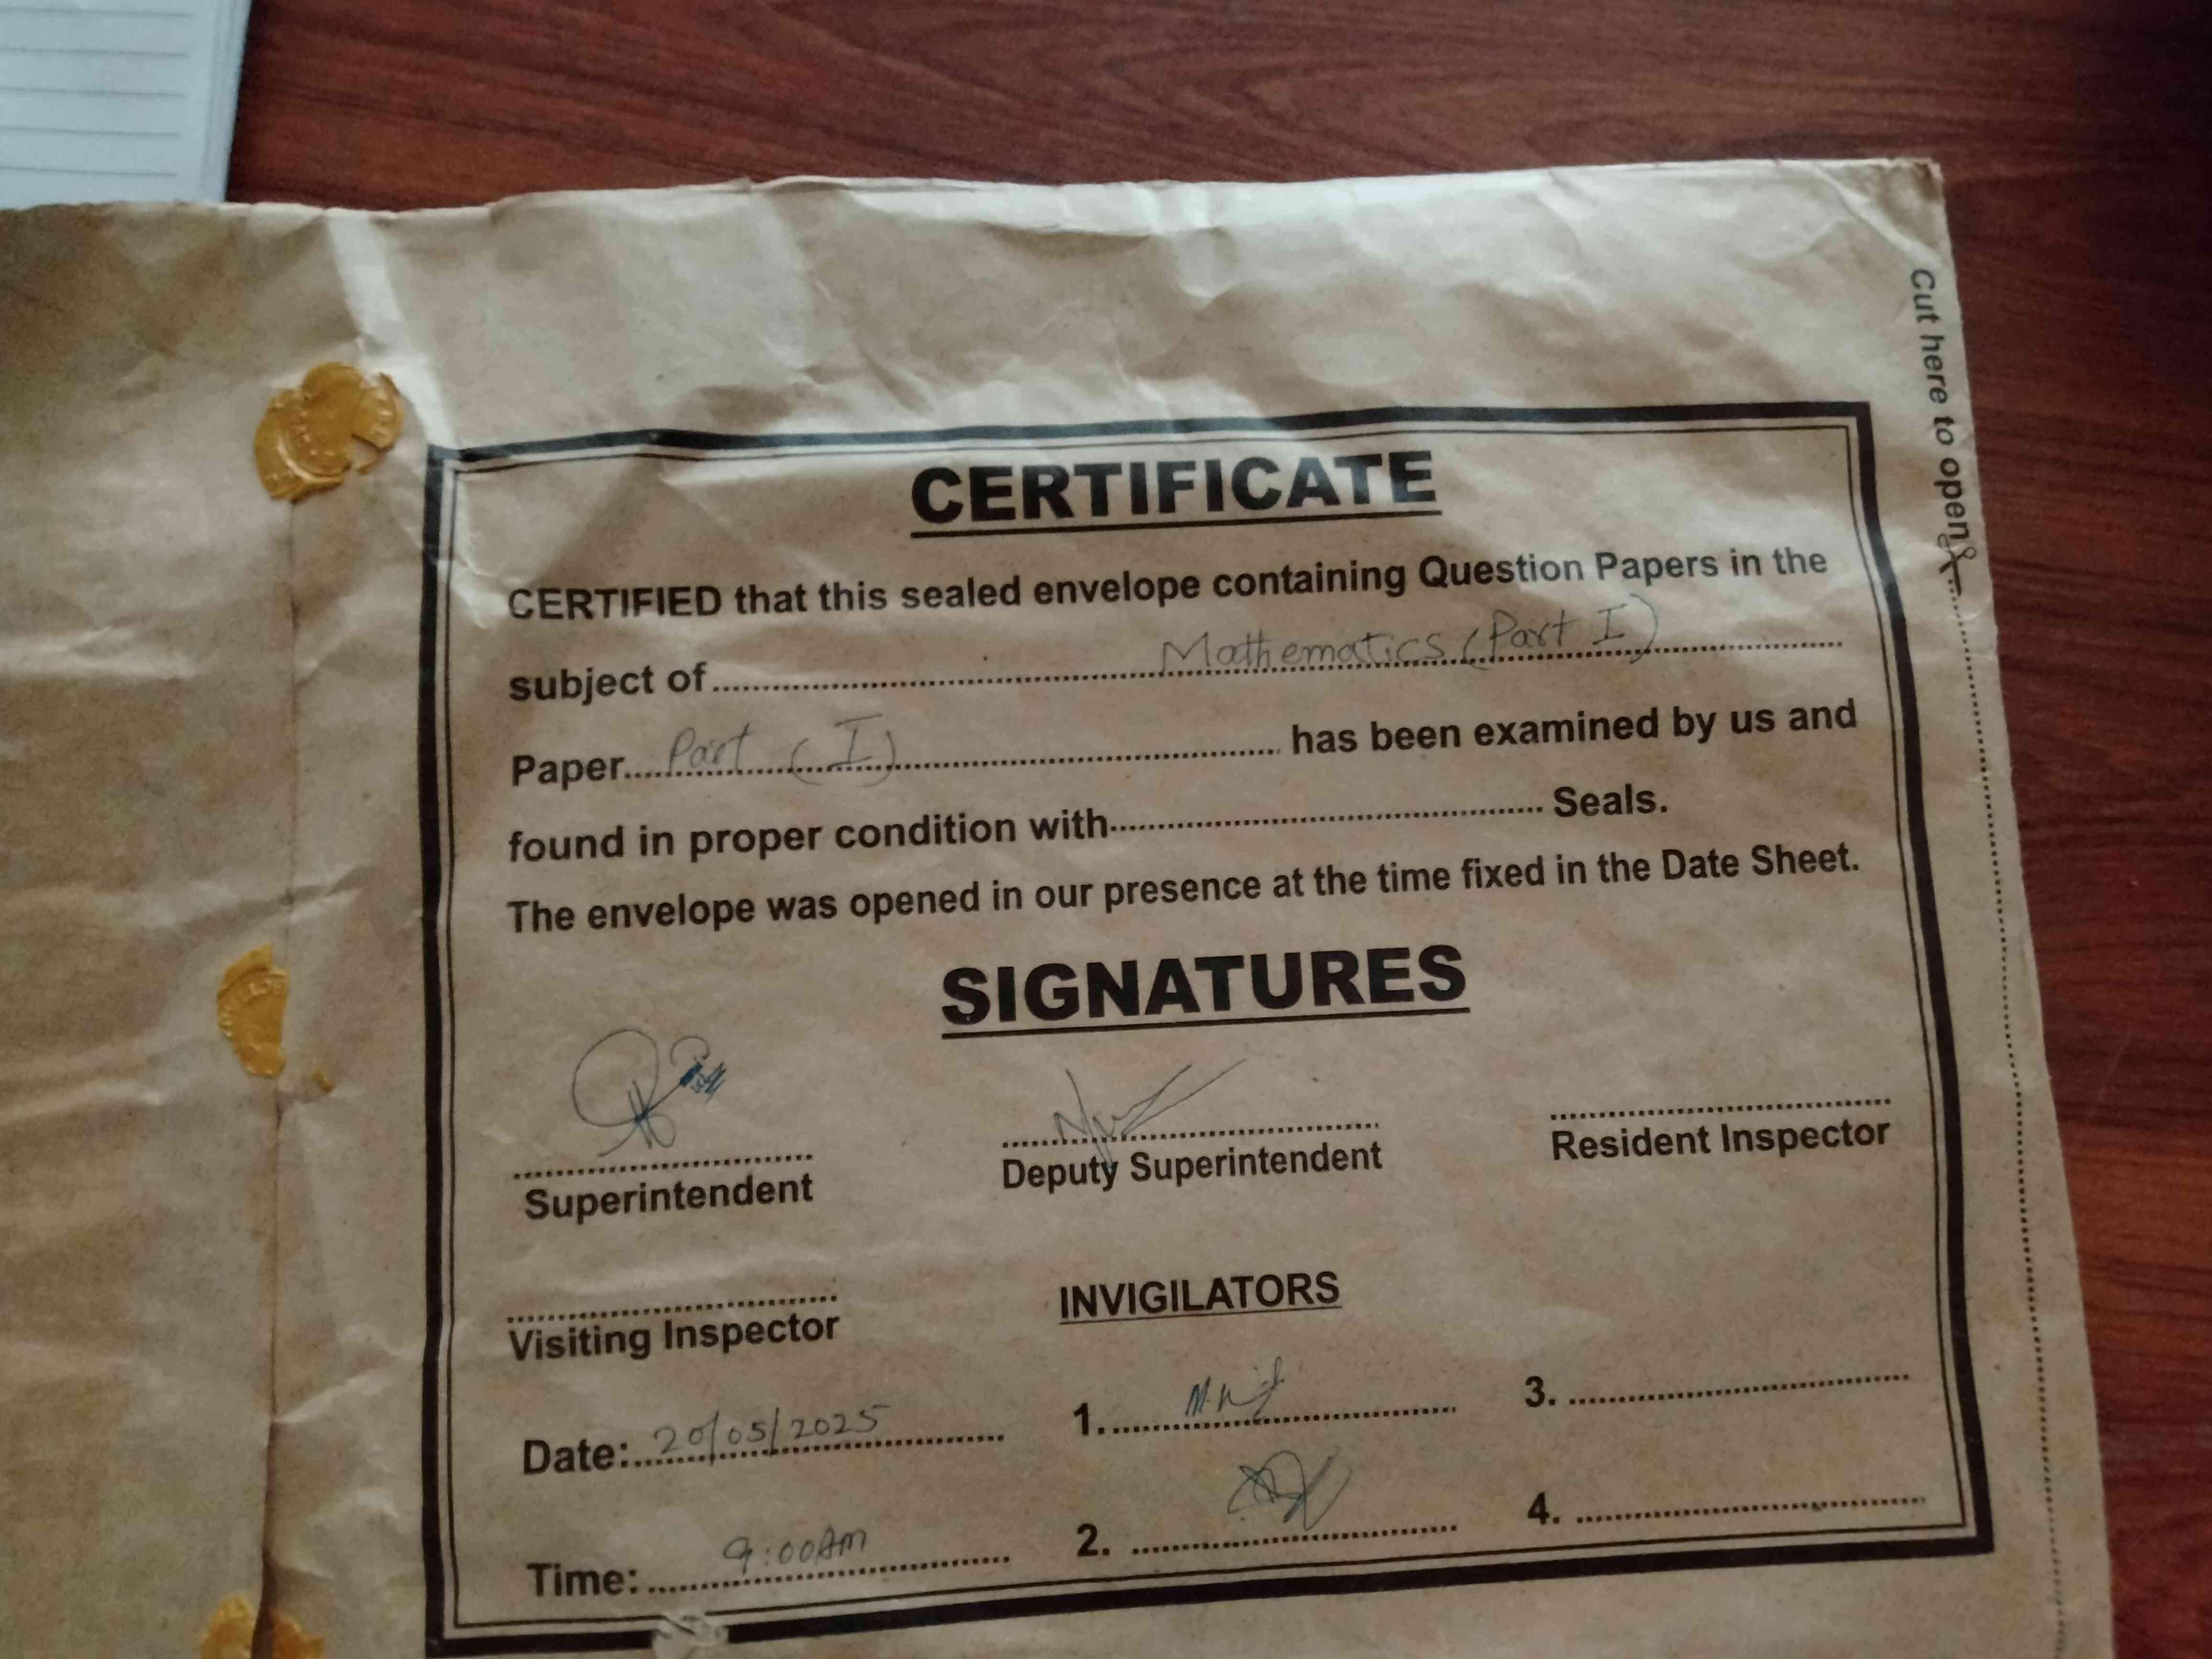 Cut here to open
CERTIFICATE
CERTIFIED that this sealed envelope containing Question Papers in the
subject of Mathematics (Part I)
Paper Part (I) has been examined by us and
found in proper condition with Seals.
The envelope was opened in our presence at the time fixed in the Date Sheet.
SIGNATURES
Superintendent Deputy Superintendent Resident Inspector
Visiting Inspector INVIGILATORS
Date: 20/05/2025 1. 3.
Time: 9:00AM 2. 4.